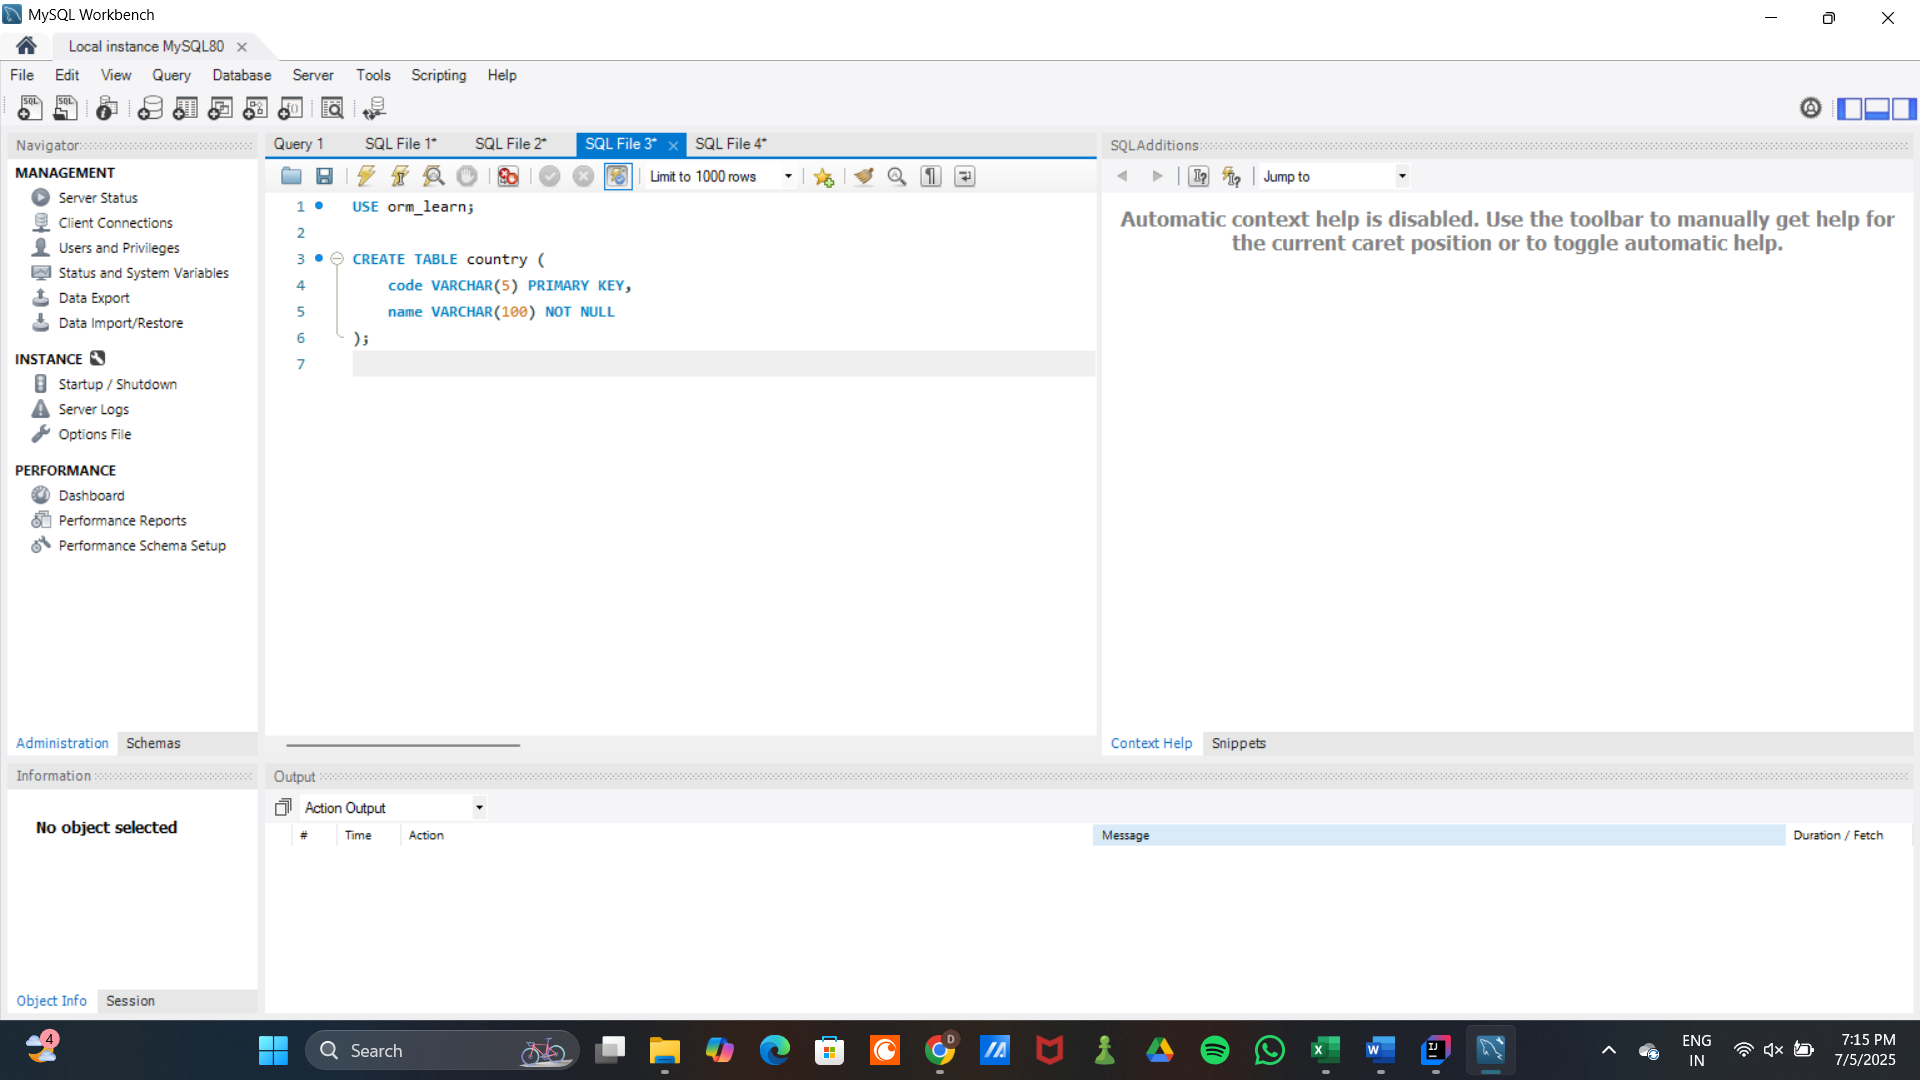 MySQL Workbench
Local instance MySQL80
File Edit View Query Database Server Tools Scripting Help
Navigator
MANAGEMENT
Server Status
Client Connections
Users and Privileges
Status and System Variables
Data Export
Data Import/Restore
INSTANCE
Startup / Shutdown
Server Logs
Options File
PERFORMANCE
Dashboard
Performance Reports
Performance Schema Setup
Administration Schemas
Information
No object selected
Object Info Session
Query 1 SQL File 1* SQL File 2* SQL File 3* SQL File 4*
Limit to 1000 rows
1 USE orm_learn;
2
3 CREATE TABLE country (
4 code VARCHAR(5) PRIMARY KEY,
5 name VARCHAR(100) NOT NULL
6 );
7
SQLAdditions
Jump to
Automatic context help is disabled. Use the toolbar to manually get help for
the current caret position or to toggle automatic help.
Context Help Snippets
Output
Action Output
# Time Action Message Duration / Fetch
4
Search
D
ENG
IN
7:15 PM
7/5/2025